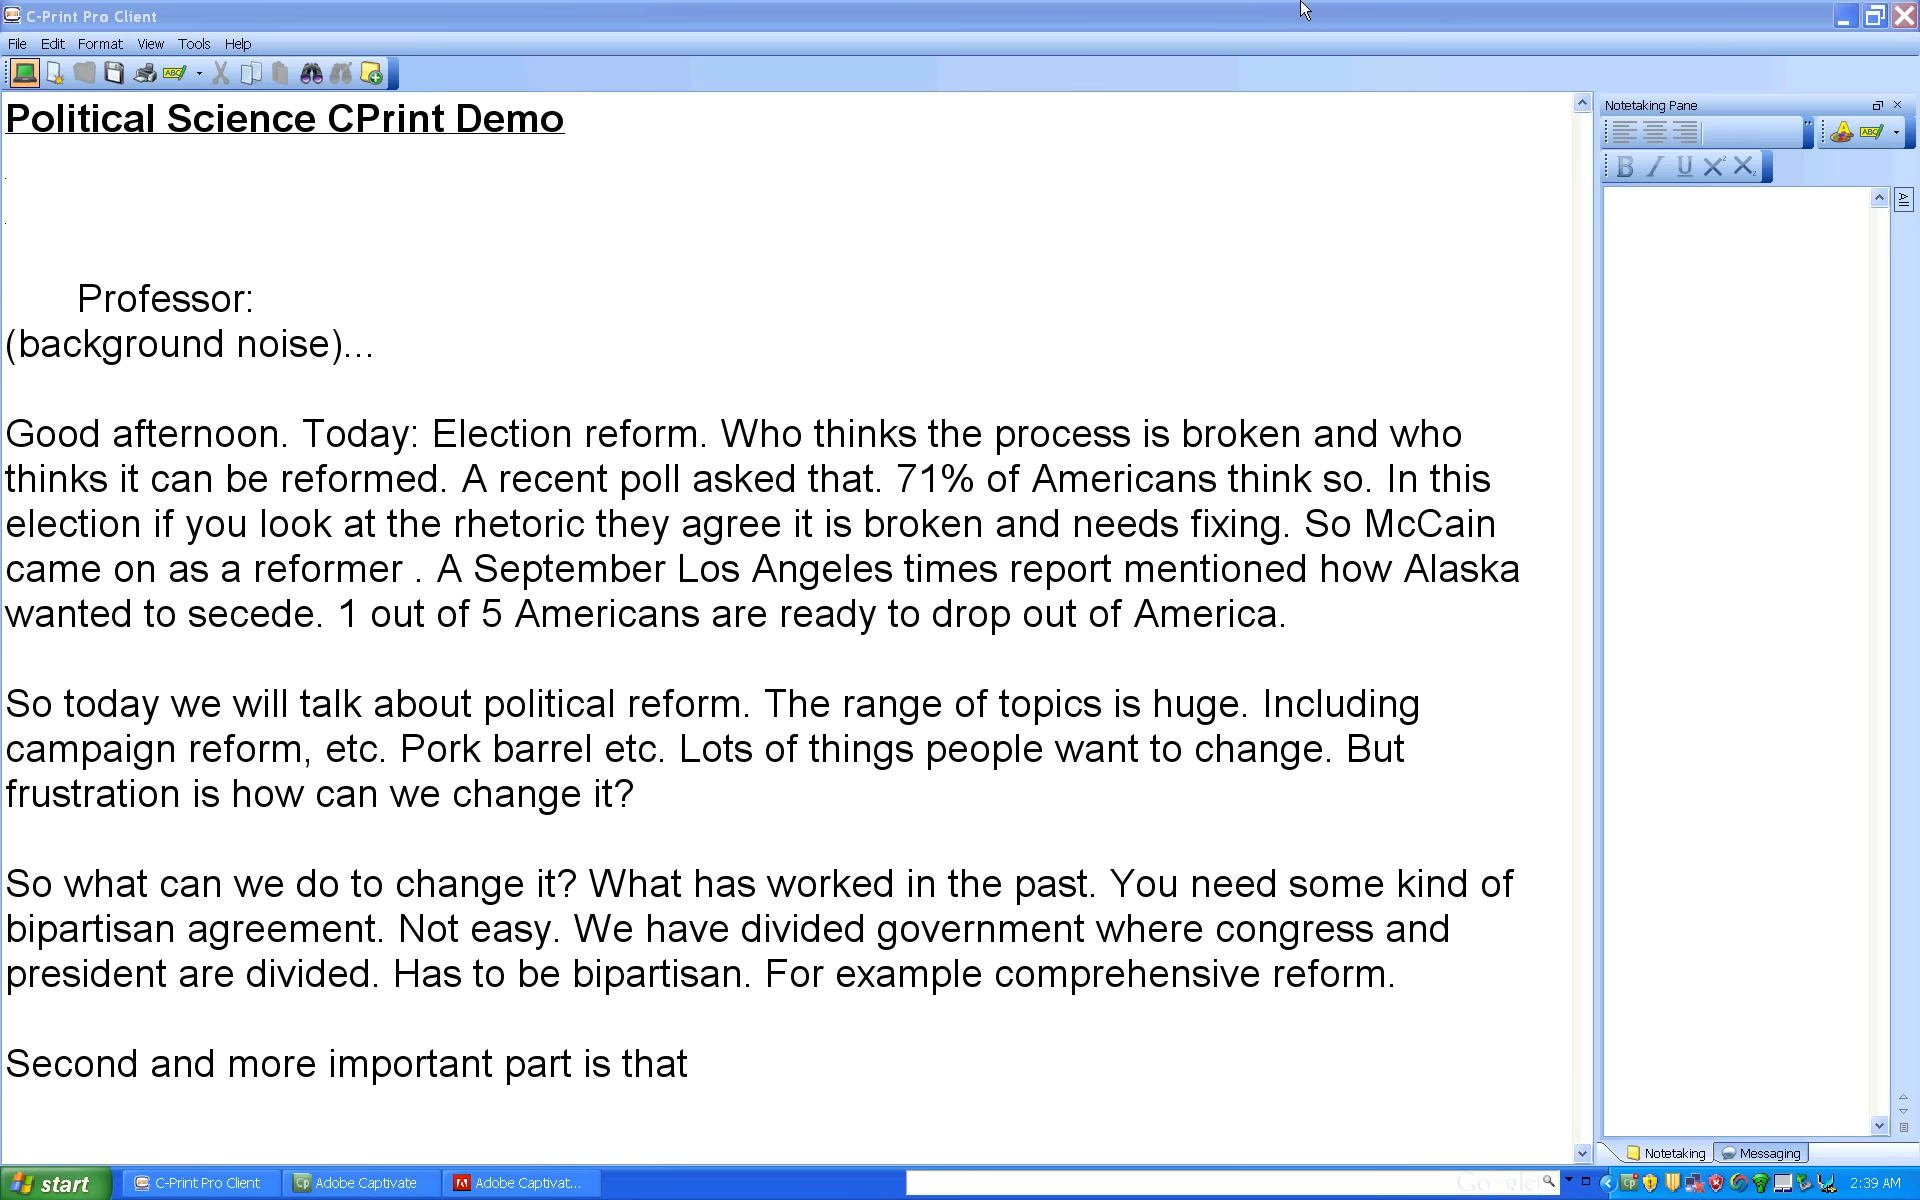 C-Print Pro Client
File Edit Format View Tools Help
Political Science CPrint Demo
Professor:
(background noise)...
Good afternoon. Today: Election reform. Who thinks the process is broken and who
thinks it can be reformed. A recent poll asked that. 71% of Americans think so. In this
election if you look at the rhetoric they agree it is broken and needs fixing. So McCain
came on as a reformer . A September Los Angeles times report mentioned how Alaska
wanted to secede. 1 out of 5 Americans are ready to drop out of America.
So today we will talk about political reform. The range of topics is huge. Including
campaign reform, etc. Pork barrel etc. Lots of things people want to change. But
frustration is how can we change it?
So what can we do to change it? What has worked in the past. You need some kind of
bipartisan agreement. Not easy. We have divided government where congress and
president are divided. Has to be bipartisan. For example comprehensive reform.
Second and more important part is that
Notetaking Pane
ABC
B I U X² X₂
All
Notetaking Messaging
start C-Print Pro Client Adobe Captivate Adobe Captivat... Google 2:39 AM